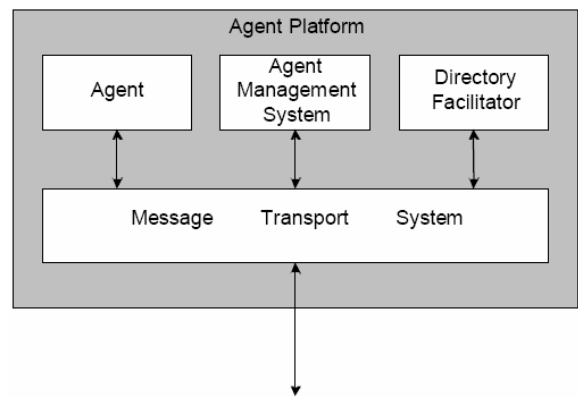 Agent Platform
Agent
Agent
Management
System
Directory
Facilitator
Message Transport System